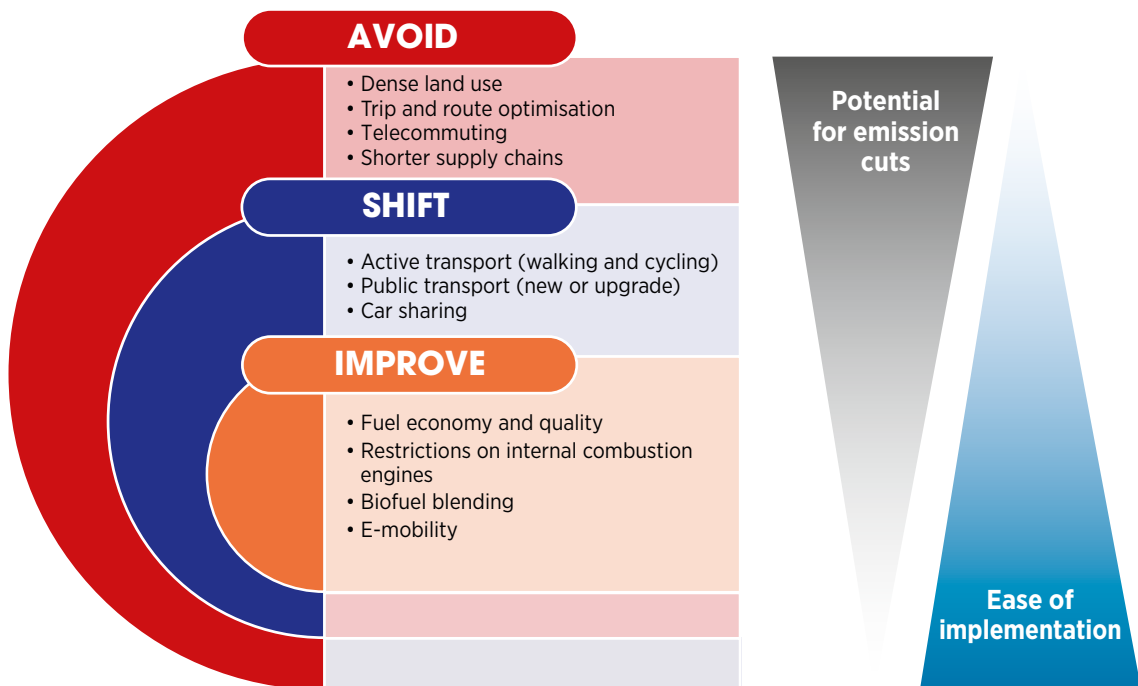 AVOID
• Dense land use
• Trip and route optimisation
• Telecommuting
• Shorter supply chains
SHIFT
• Active transport (walking and cycling)
• Public transport (new or upgrade)
• Car sharing
IMPROVE
• Fuel economy and quality
• Restrictions on internal combustion
engines
• Biofuel blending
• E-mobility
Potential
for emission
cuts
Ease of
implementation